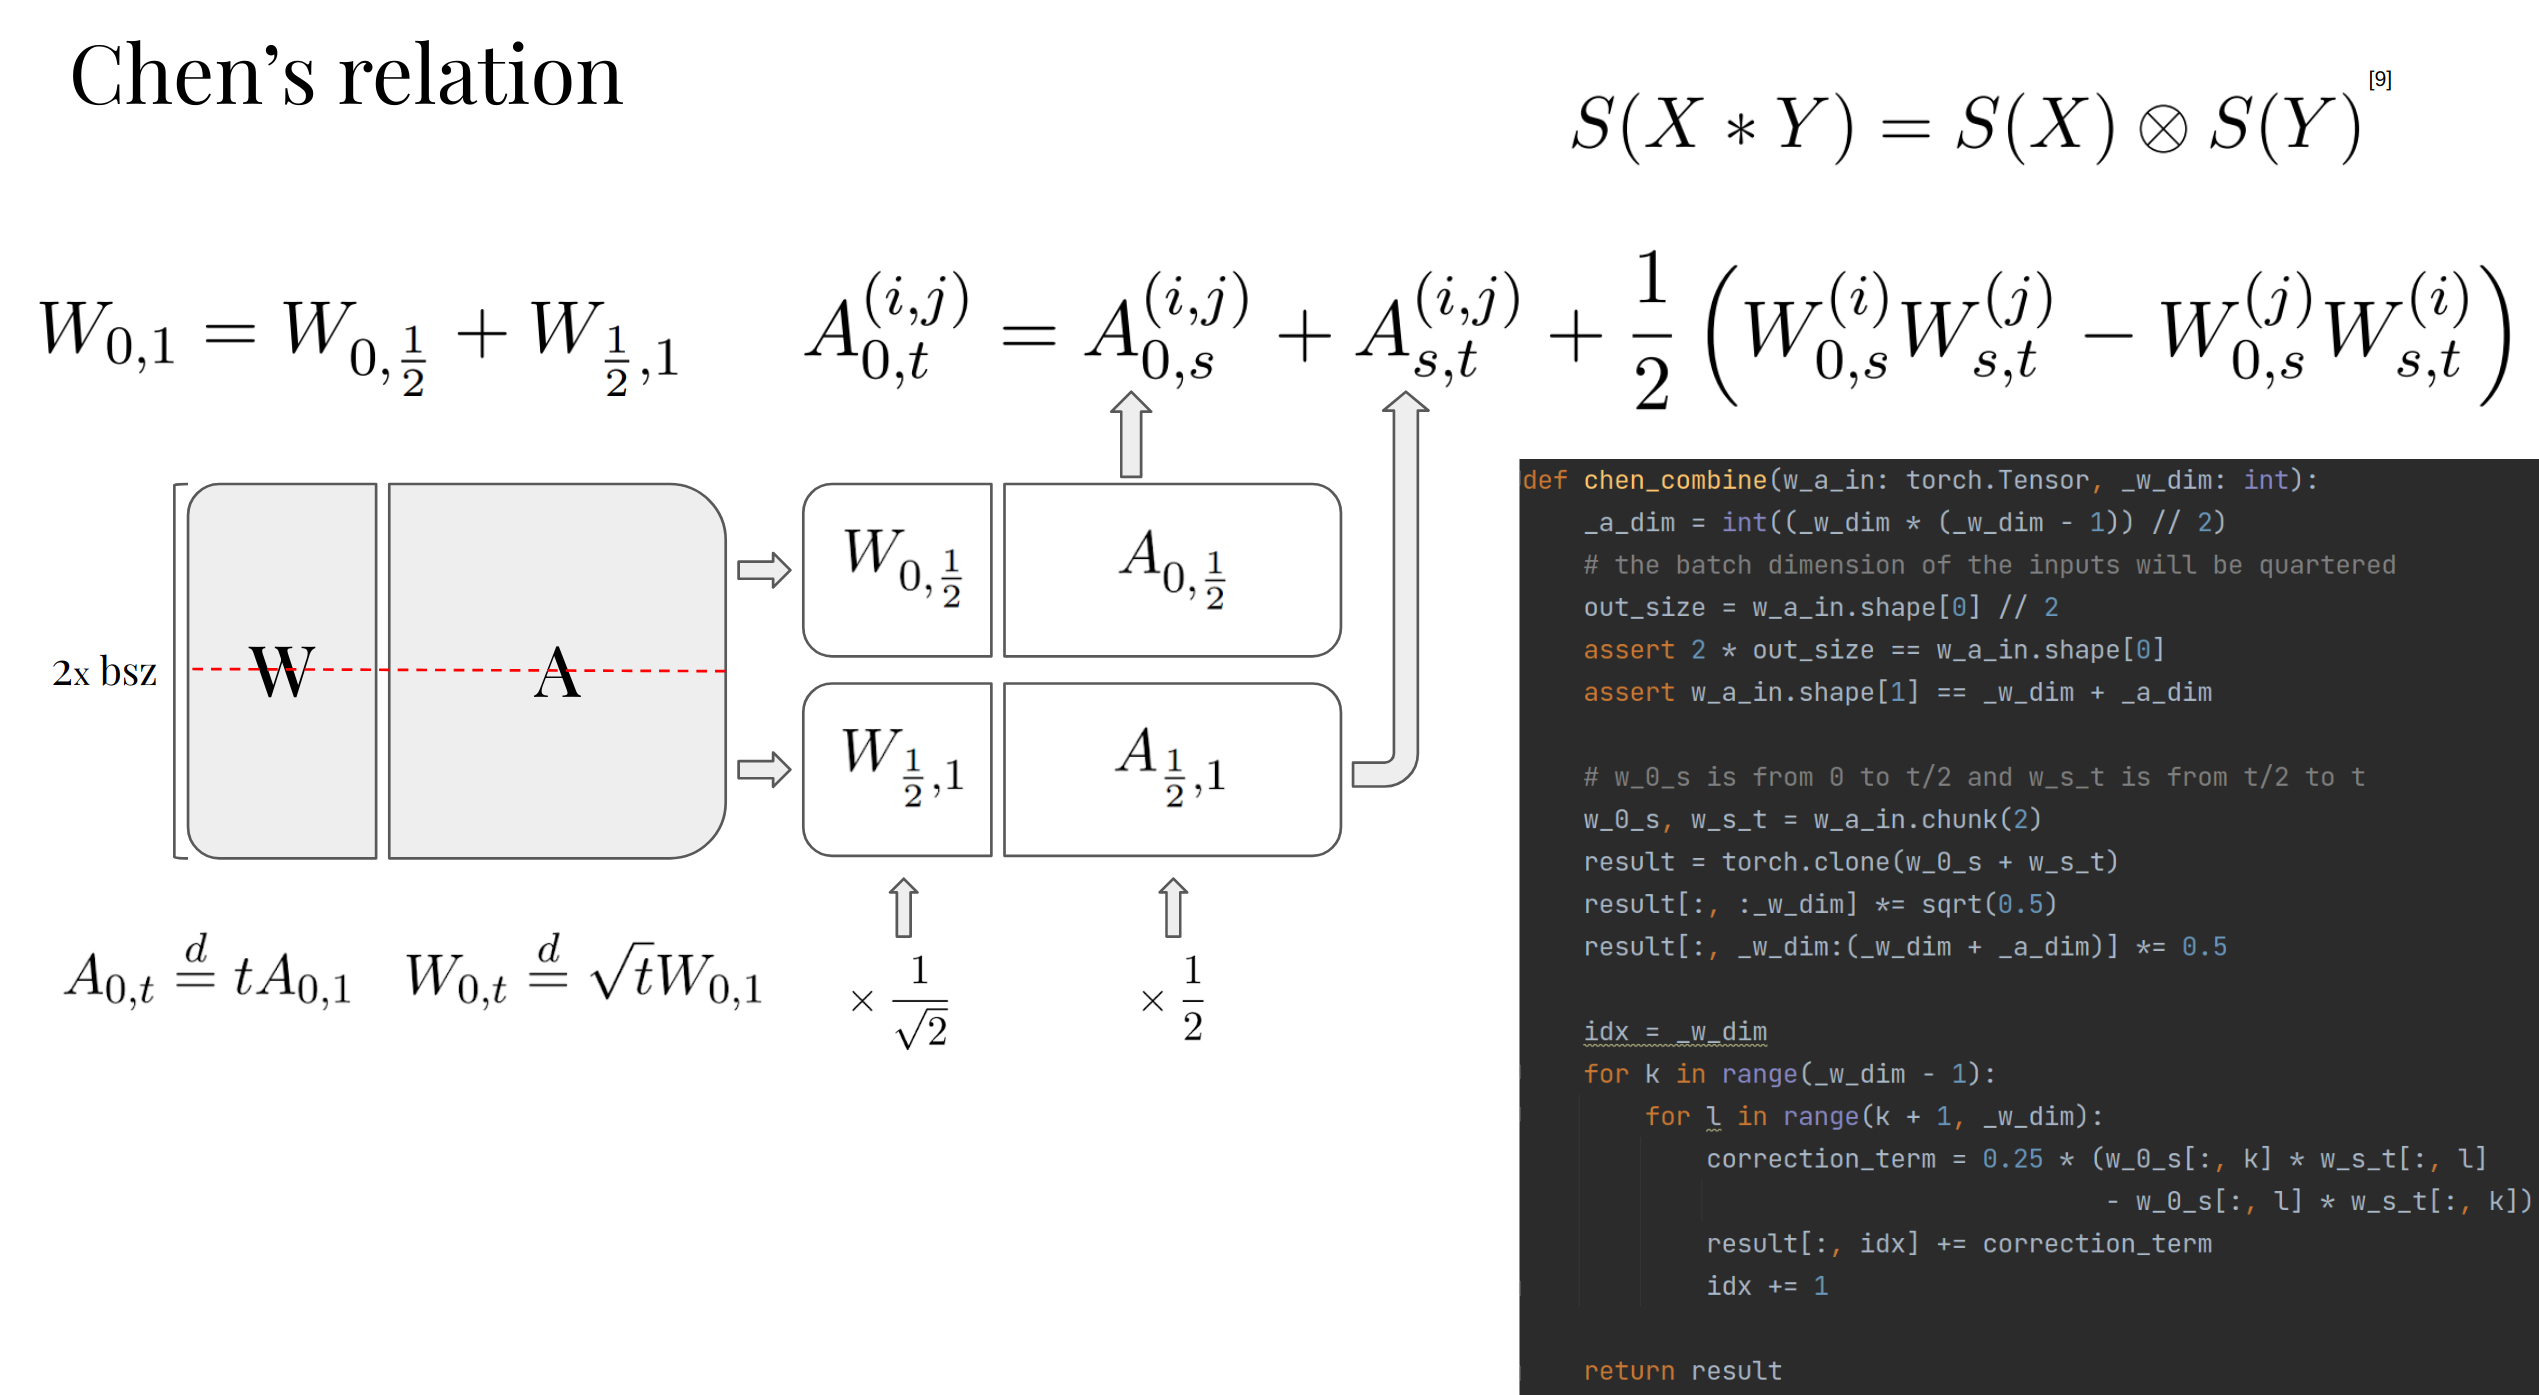 Chen's relation
S(X ∗ Y) = S(X) ⊗ S(Y) [9]
W_{0,1} = W_{0,\frac{1}{2}} + W_{\frac{1}{2},1}
A_{0,t}^{(i,j)} = A_{0,s}^{(i,j)} + A_{s,t}^{(i,j)} + \frac{1}{2} \left( W_{0,s}^{(i)} W_{s,t}^{(j)} − W_{0,s}^{(j)} W_{s,t}^{(i)} \right)
2x bsz
W
A
W_{0,\frac{1}{2}}
A_{0,\frac{1}{2}}
W_{\frac{1}{2},1}
A_{\frac{1}{2},1}
A_{0,t} \stackrel{d}{=} tA_{0,1}
W_{0,t} \stackrel{d}{=} \sqrt{t}W_{0,1}
× \frac{1}{\sqrt{2}}
× \frac{1}{2}
def chen_combine(w_a_in: torch.Tensor, _w_dim: int):
    _a_dim = int((_w_dim * (_w_dim - 1)) // 2)
    # the batch dimension of the inputs will be quartered
    out_size = w_a_in.shape[0] // 2
    assert 2 * out_size == w_a_in.shape[0]
    assert w_a_in.shape[1] == _w_dim + _a_dim
    # w_0_s is from 0 to t/2 and w_s_t is from t/2 to t
    w_0_s, w_s_t = w_a_in.chunk(2)
    result = torch.clone(w_0_s + w_s_t)
    result[:, :_w_dim] *= sqrt(0.5)
    result[:, _w_dim:(_w_dim + _a_dim)] *= 0.5
    idx = _w_dim
    for k in range(_w_dim - 1):
        for l in range(k + 1, _w_dim):
            correction_term = 0.25 * (w_0_s[:, k] * w_s_t[:, l]
                                      - w_0_s[:, l] * w_s_t[:, k])
            result[:, idx] += correction_term
            idx += 1
    return result